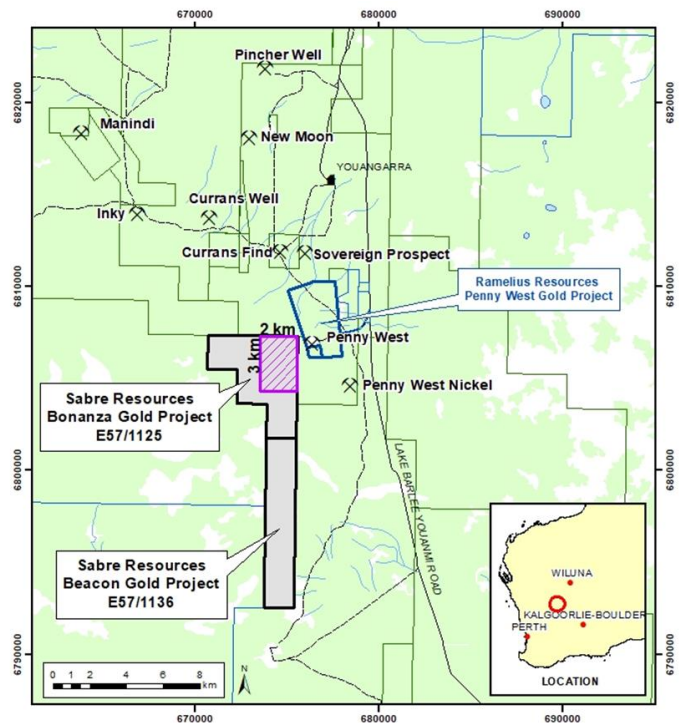 670000
680000
690000
6820000
6820000
Pincher Well
Manindi
New Moon
YOUANGARRA
Currans Well
Inky
Currans Find
Sovereign Prospect
6810000
6810000
Ramelius Resources
Penny West Gold Project
2 km
3 km
Penny West
Penny West Nickel
Sabre Resources
Bonanza Gold Project
E57/1125
LAKE BARLEE YOUANMI ROAD
6800000
6800000
Sabre Resources
Beacon Gold Project
E57/1136
WILUNA
KALGOORLIE-BOULDER
PERTH
LOCATION
6790000
6790000
0 1 2 4 6 8
km
N
670000
680000
690000